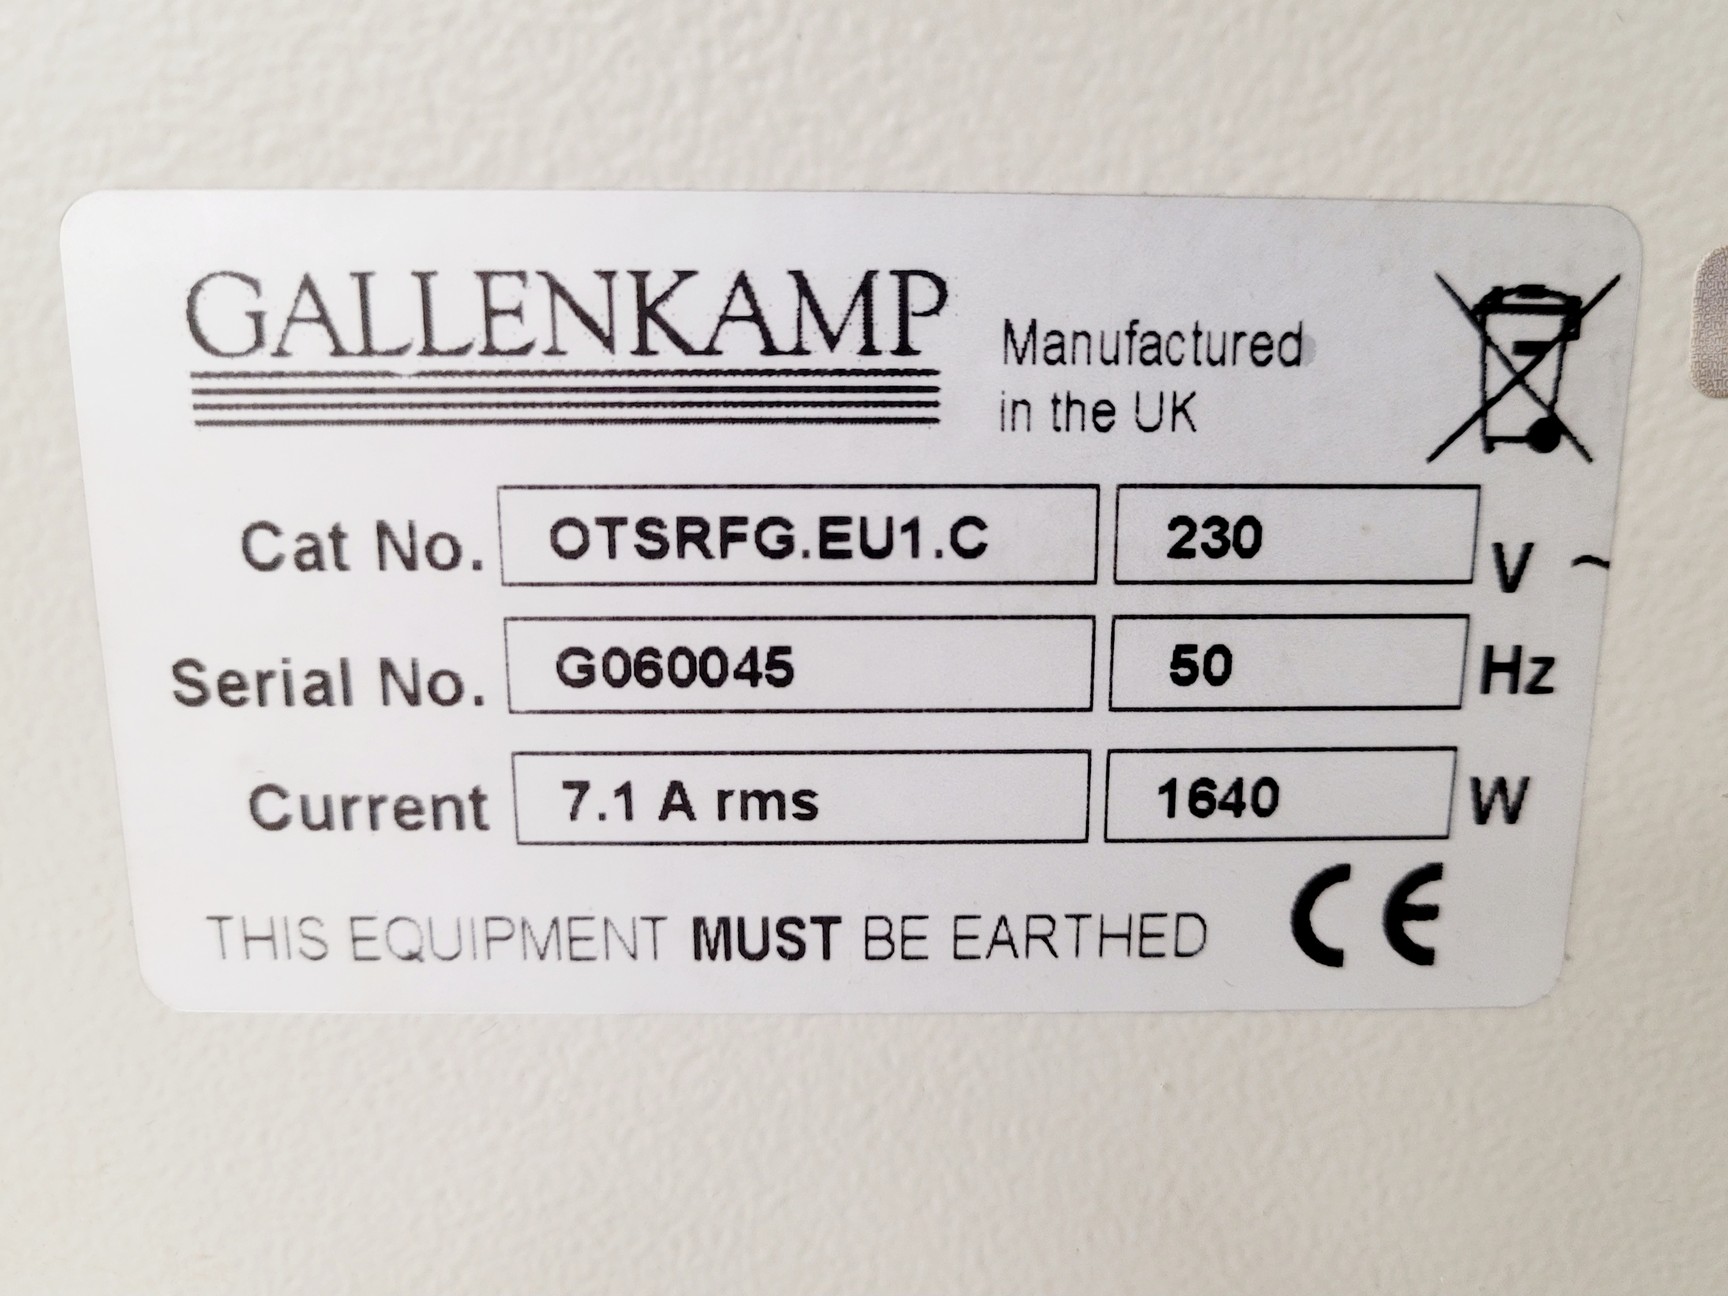 GALLENKAMP
Manufactured
in the UK
Cat No. OTSRFG.EU1.C 230 V ~
Serial No. G060045 50 Hz
Current 7.1 A rms 1640 W
THIS EQUIPMENT MUST BE EARTHED CE